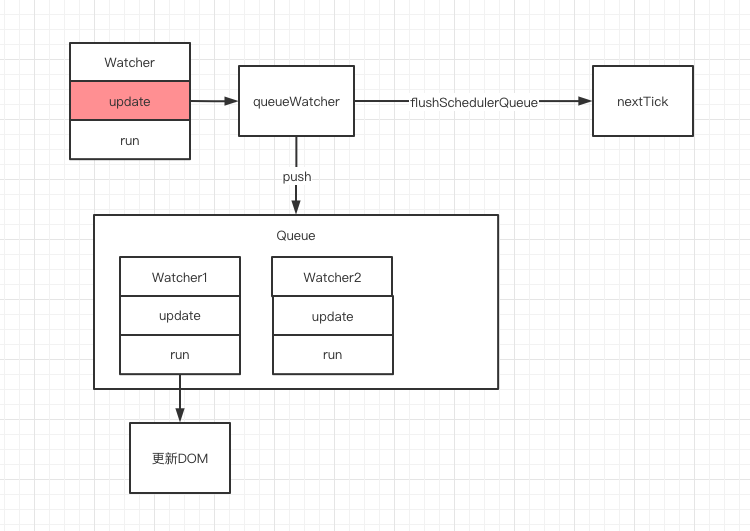 Watcher
update
run
queueWatcher
flushSchedulerQueue
nextTick
push
Queue
Watcher1
update
run
Watcher2
update
run
更新DOM